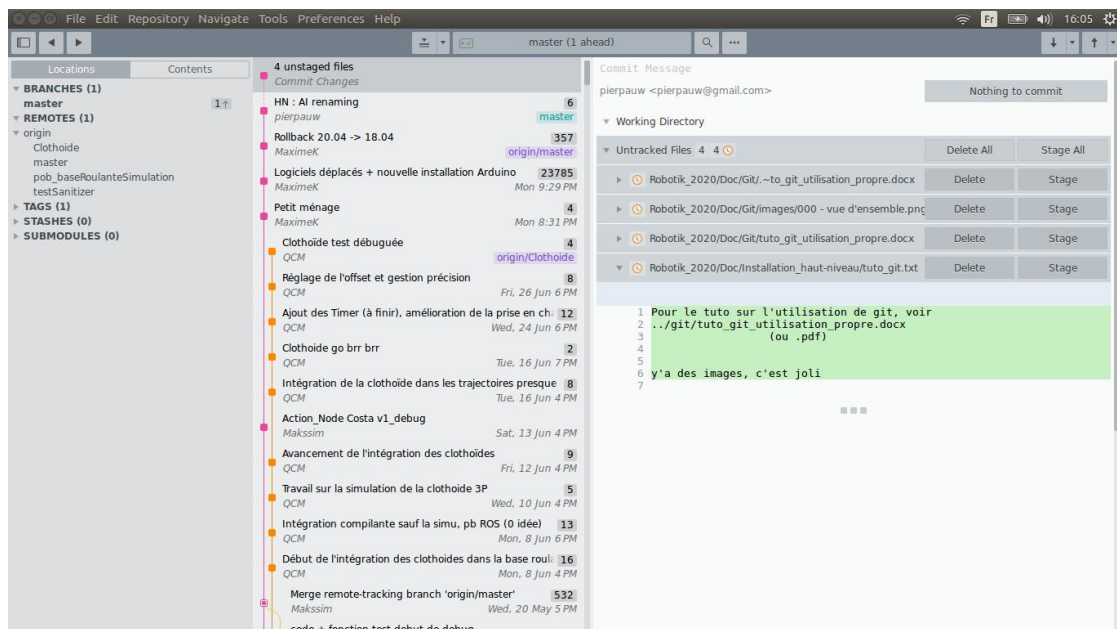 File Edit Repository Navigate Tools Preferences Help
Fr 16:05
master (1 ahead)
Locations Contents
BRANCHES (1)
master 1↑
REMOTES (1)
origin
Clothoide
master
pob_baseRoulanteSimulation
testSanitizer
TAGS (1)
STASHES (0)
SUBMODULES (0)
4 unstaged files
Commit Changes
HN : AI renaming 6
pierpauw master
Rollback 20.04 -> 18.04 357
MaximeK origin/master
Logiciels déplacés + nouvelle installation Arduino 23785
MaximeK Mon 9:29 PM
Petit ménage 4
MaximeK Mon 8:31 PM
Clothoïde test débuguée 4
QCM origin/Clothoide
Réglage de l'offset et gestion précision 8
QCM Fri, 26 Jun 6 PM
Ajout des Timer (à finir), amélioration de la prise en ch 12
QCM Wed, 24 Jun 6 PM
Clothoide go brr brr 2
QCM Tue, 16 Jun 7 PM
Intégration de la clothoïde dans les trajectoires presque 8
QCM Tue, 16 Jun 4 PM
Action_Node Costa v1_debug
Makssim Sat, 13 Jun 4 PM
Avancement de l'intégration des clothoïdes 9
QCM Fri, 12 Jun 4 PM
Travail sur la simulation de la clothoide 3P 5
QCM Wed, 10 Jun 4 PM
Intégration compilante sauf la simu, pb ROS (0 idée) 13
QCM Mon, 8 Jun 6 PM
Début de l'intégration des clothoides dans la base roul 16
QCM Mon, 8 Jun 4 PM
Merge remote-tracking branch 'origin/master' 532
Makssim Wed, 20 May 5 PM
code + fonction test debut de debug
Commit Message
pierpauw <pierpauw@gmail.com> Nothing to commit
Working Directory
Untracked Files 4 4 Delete All Stage All
Robotik_2020/Doc/Git/.~to_git_utilisation_propre.docx Delete Stage
Robotik_2020/Doc/Git/images/000 - vue d'ensemble.png Delete Stage
Robotik_2020/Doc/Git/tuto_git_utilisation_propre.docx Delete Stage
Robotik_2020/Doc/Installation_haut-niveau/tuto_git.txt Delete Stage
1 Pour le tuto sur l'utilisation de git, voir
2 ../git/tuto_git_utilisation_propre.docx
3 (ou .pdf)
4
5
6 y'a des images, c'est joli
7